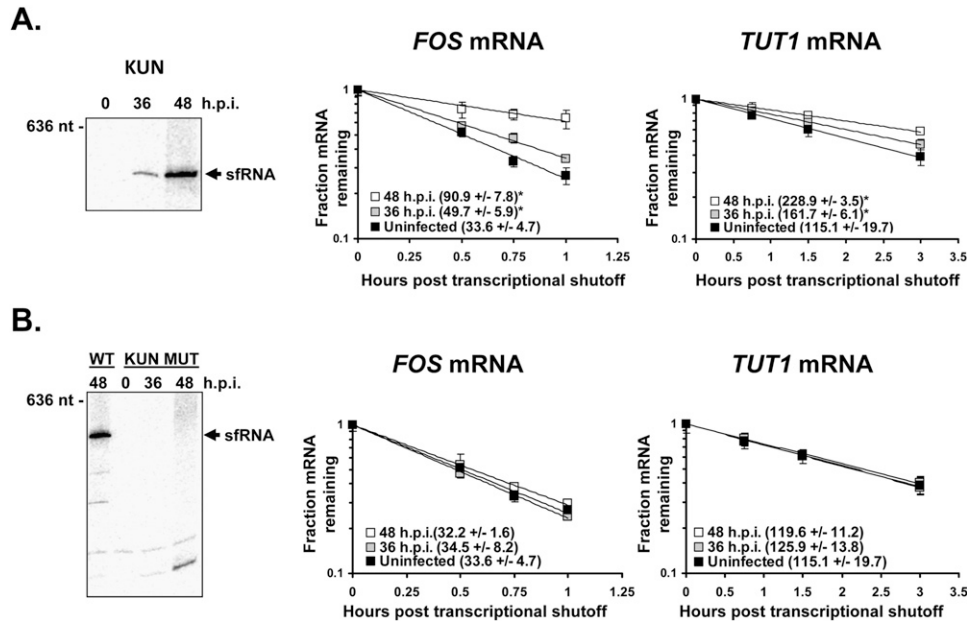 A.
KUN
0 36 48 h.p.i.
636 nt -
sfRNA
FOS mRNA
Fraction mRNA
remaining
1
0.1
48 h.p.i. (90.9 +/- 7.8)*
36 h.p.i. (49.7 +/- 5.9)*
Uninfected (33.6 +/- 4.7)
0 0.25 0.5 0.75 1 1.25
Hours post transcriptional shutoff
TUT1 mRNA
Fraction mRNA
remaining
1
0.1
48 h.p.i. (228.9 +/- 3.5)*
36 h.p.i. (161.7 +/- 6.1)*
Uninfected (115.1 +/- 19.7)
0 0.5 1 1.5 2 2.5 3 3.5
Hours post transcriptional shutoff
B.
WT KUN MUT
48 0 36 48 h.p.i.
636 nt -
sfRNA
FOS mRNA
Fraction mRNA
remaining
1
0.1
48 h.p.i.(32.2 +/- 1.6)
36 h.p.i. (34.5 +/- 8.2)
Uninfected (33.6 +/- 4.7)
0 0.25 0.5 0.75 1 1.25
Hours post transcriptional shutoff
TUT1 mRNA
Fraction mRNA
remaining
1
0.1
48 h.p.i. (119.6 +/- 11.2)
36 h.p.i. (125.9 +/- 13.8)
Uninfected (115.1 +/- 19.7)
0 0.5 1 1.5 2 2.5 3 3.5
Hours post transcriptional shutoff